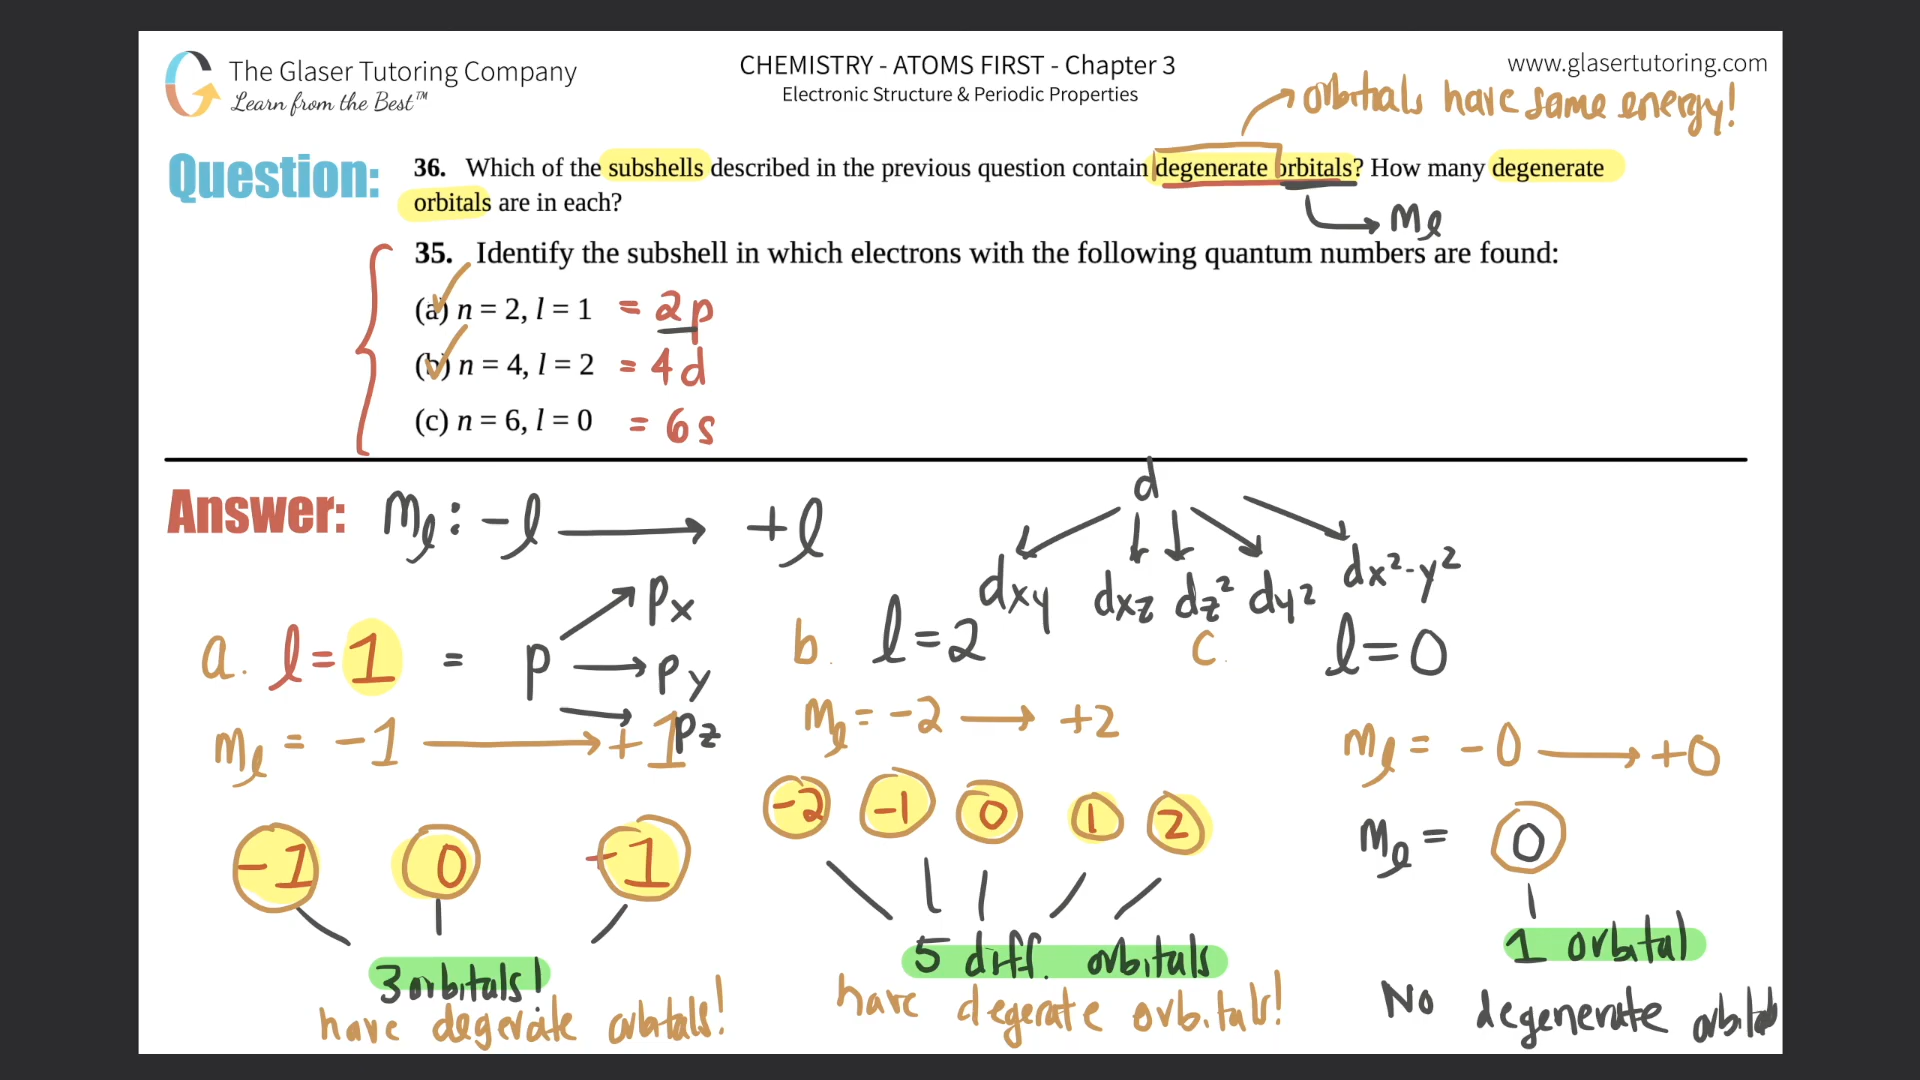 The Glaser Tutoring Company
Learn from the Best™
CHEMISTRY - ATOMS FIRST - Chapter 3
Electronic Structure & Periodic Properties
www.glasertutoring.com
orbitals have same energy!
Question:
36. Which of the subshells described in the previous question contain degenerate orbitals? How many degenerate
orbitals are in each?
mℓ
35. Identify the subshell in which electrons with the following quantum numbers are found:
(a) n = 2, l = 1 = 2p
(b) n = 4, l = 2 = 4d
(c) n = 6, l = 0 = 6s
Answer:
mℓ: -ℓ → +ℓ
d
dxy dxz dz² dy² dx²-y²
a. ℓ = 1 = p
px
py
pz
mℓ = -1 → +1
-1 0 +1
3 orbitals!
have degerate orbitals!
b. ℓ = 2
mℓ = -2 → +2
-2 -1 0 1 2
5 diff. orbitals
have degerate orbitals!
c. ℓ = 0
mℓ = -0 → +0
mℓ = 0
1 orbital
No degenerate orbitals